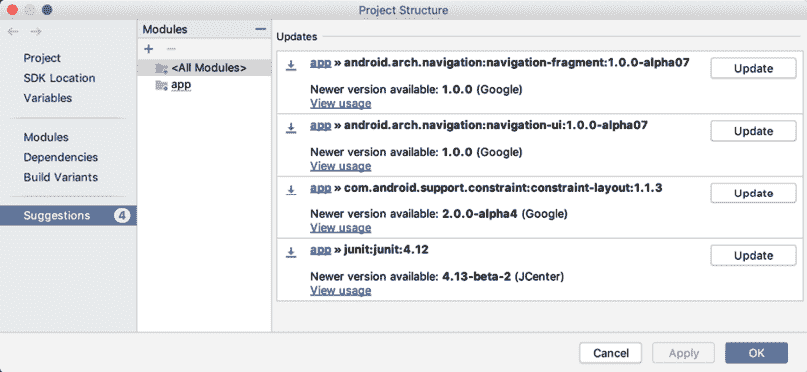 Project Structure
Project
SDK Location
Variables
Modules
Dependencies
Build Variants
Suggestions 4
Modules
<All Modules>
app
Updates
app » android.arch.navigation:navigation-fragment:1.0.0-alpha07 Update
Newer version available: 1.0.0 (Google)
View usage
app » android.arch.navigation:navigation-ui:1.0.0-alpha07 Update
Newer version available: 1.0.0 (Google)
View usage
app » com.android.support.constraint:constraint-layout:1.1.3 Update
Newer version available: 2.0.0-alpha4 (Google)
View usage
app » junit:junit:4.12 Update
Newer version available: 4.13-beta-2 (JCenter)
View usage
Cancel Apply OK